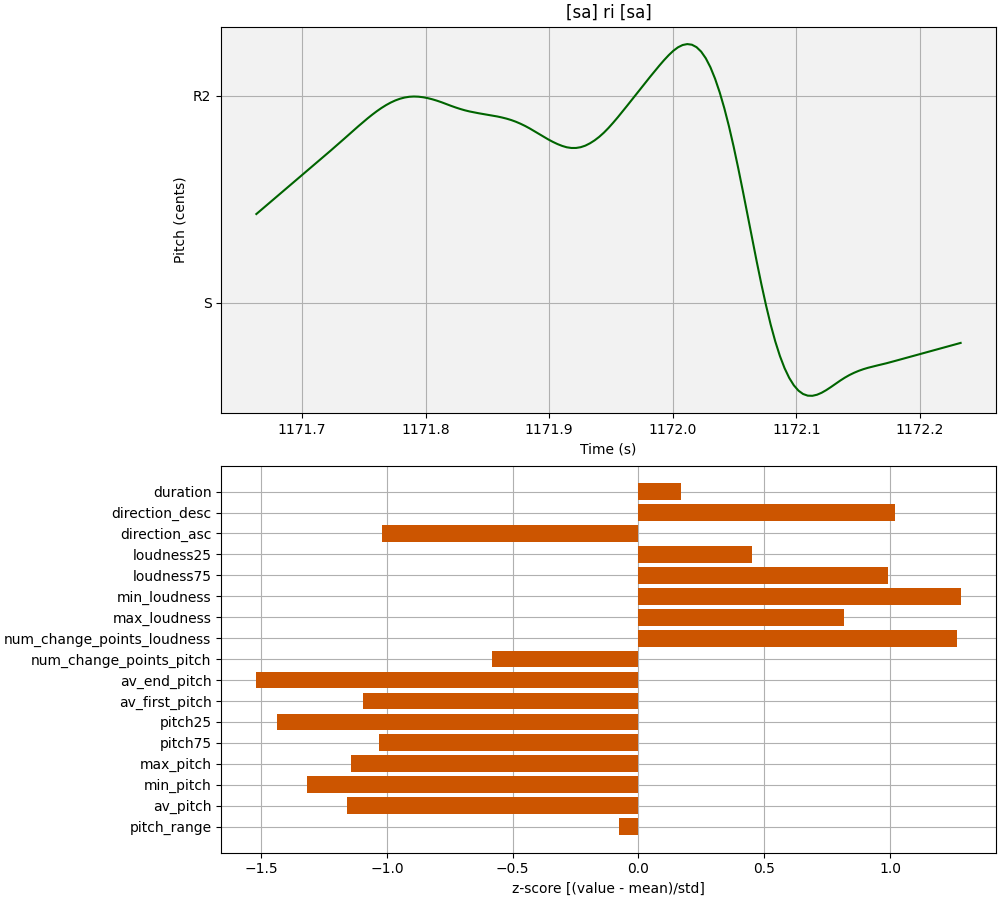 [sa] ri [sa]
Pitch (cents)
R2
S
1171.7 1171.8 1171.9 1172.0 1172.1 1172.2
Time (s)
duration
direction_desc
direction_asc
loudness25
loudness75
min_loudness
max_loudness
num_change_points_loudness
num_change_points_pitch
av_end_pitch
av_first_pitch
pitch25
pitch75
max_pitch
min_pitch
av_pitch
pitch_range
−1.5 −1.0 −0.5 0.0 0.5 1.0
z-score [(value - mean)/std]